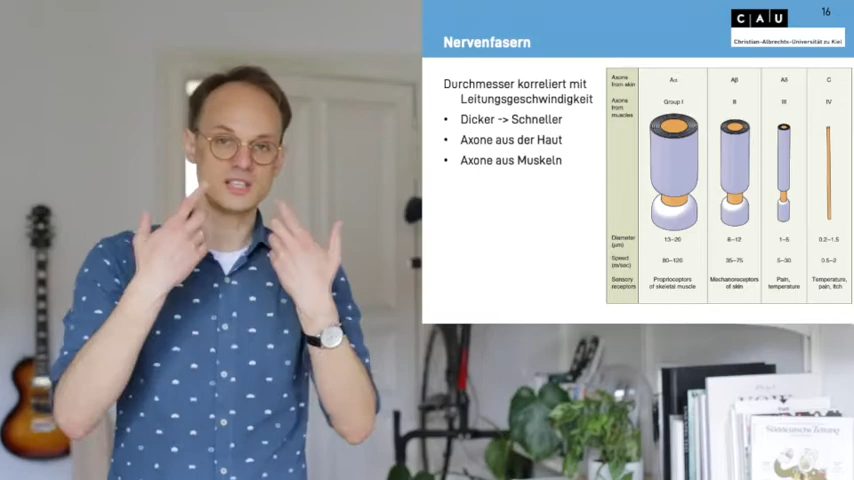 16
C A U
Christian-Albrechts-Universität zu Kiel
Nervenfasern
Durchmesser korreliert mit
Leitungsgeschwindigkeit
• Dicker -> Schneller
• Axone aus der Haut
• Axone aus Muskeln
Axons from skin Aα Aβ Aδ C
Axons from muscles Group I II III IV
Diameter (μm) 13–20 6–12 1–5 0.2–1.5
Speed (m/sec) 80–120 35–75 5–30 0.5–2
Sensory receptors Proprioceptors of skeletal muscle Mechanoreceptors of skin Pain, temperature Temperature, pain, itch
Süddeutsche Zeitung